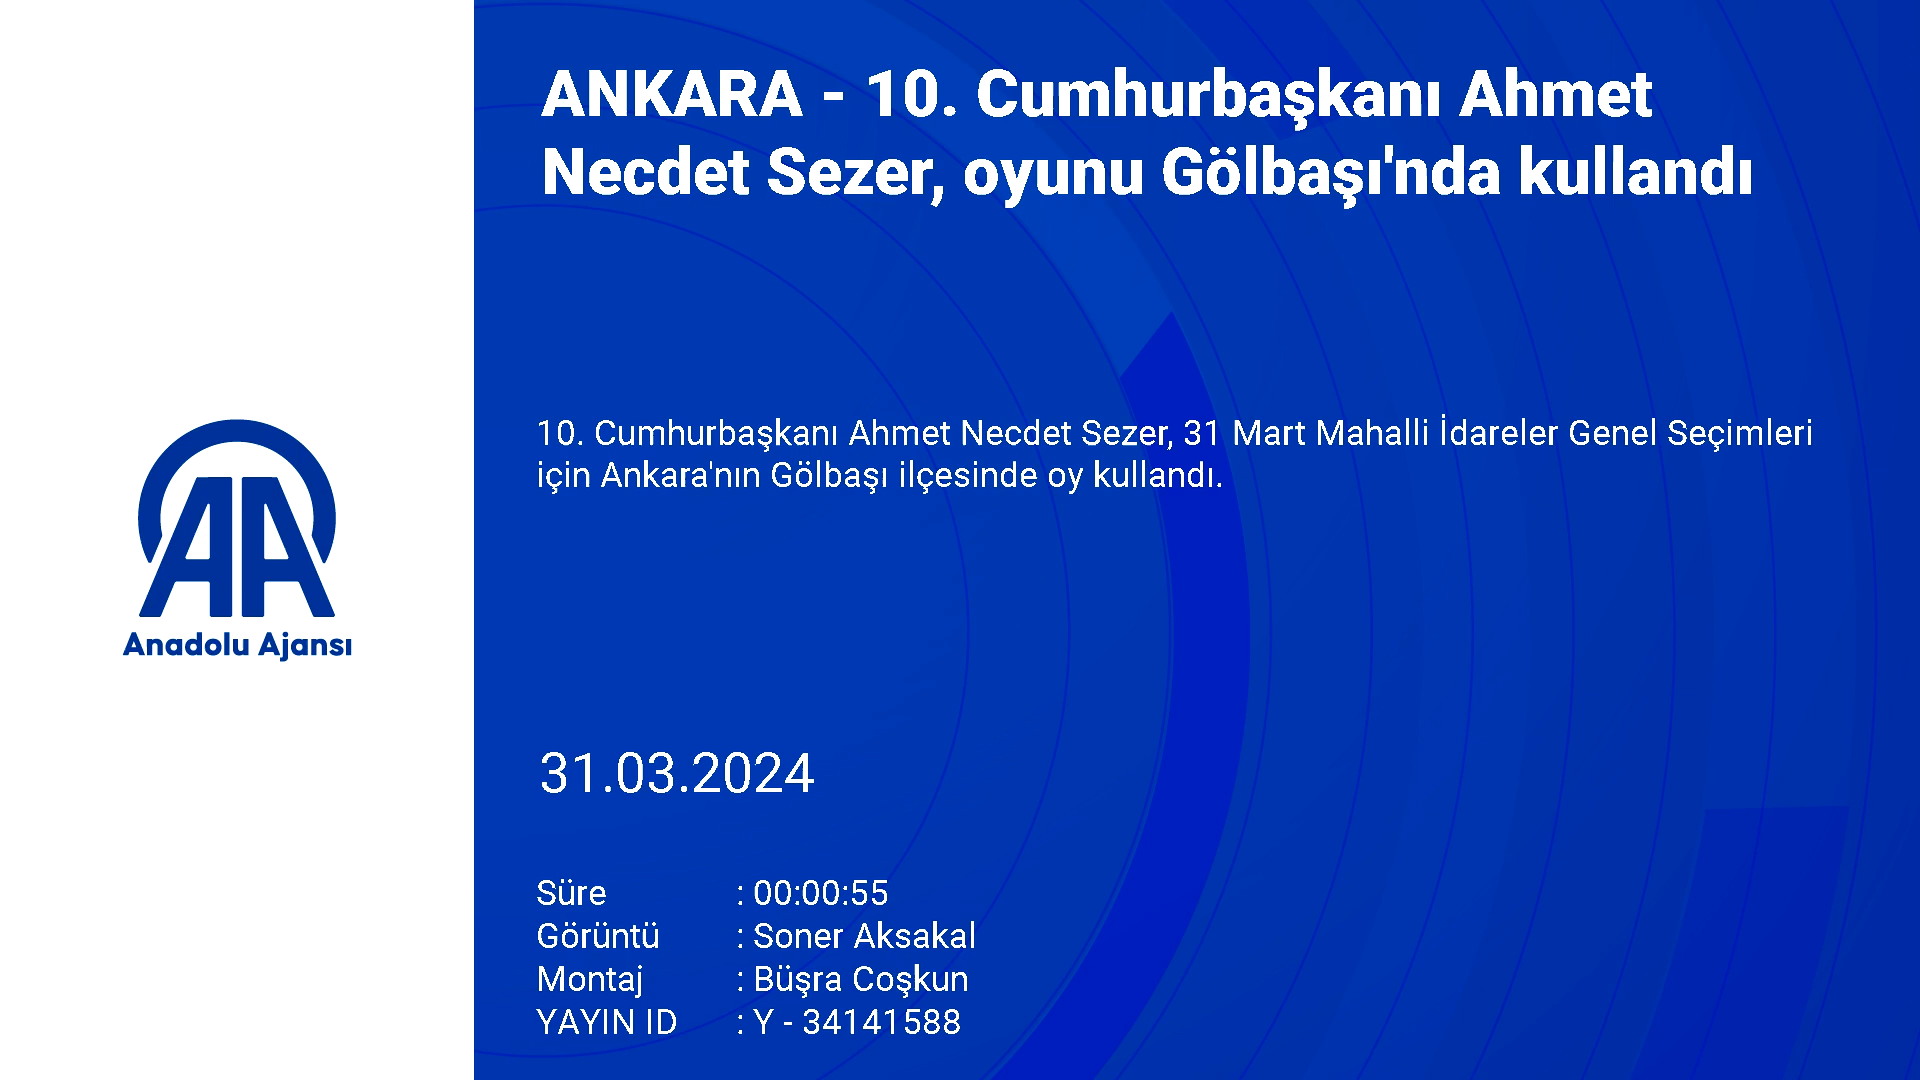 ANKARA - 10. Cumhurbaşkanı Ahmet
Necdet Sezer, oyunu Gölbaşı'nda kullandı
10. Cumhurbaşkanı Ahmet Necdet Sezer, 31 Mart Mahalli İdareler Genel Seçimleri
için Ankara'nın Gölbaşı ilçesinde oy kullandı.
AA
Anadolu Ajansı
31.03.2024
Süre : 00:00:55
Görüntü : Soner Aksakal
Montaj : Büşra Coşkun
YAYIN ID : Y - 34141588